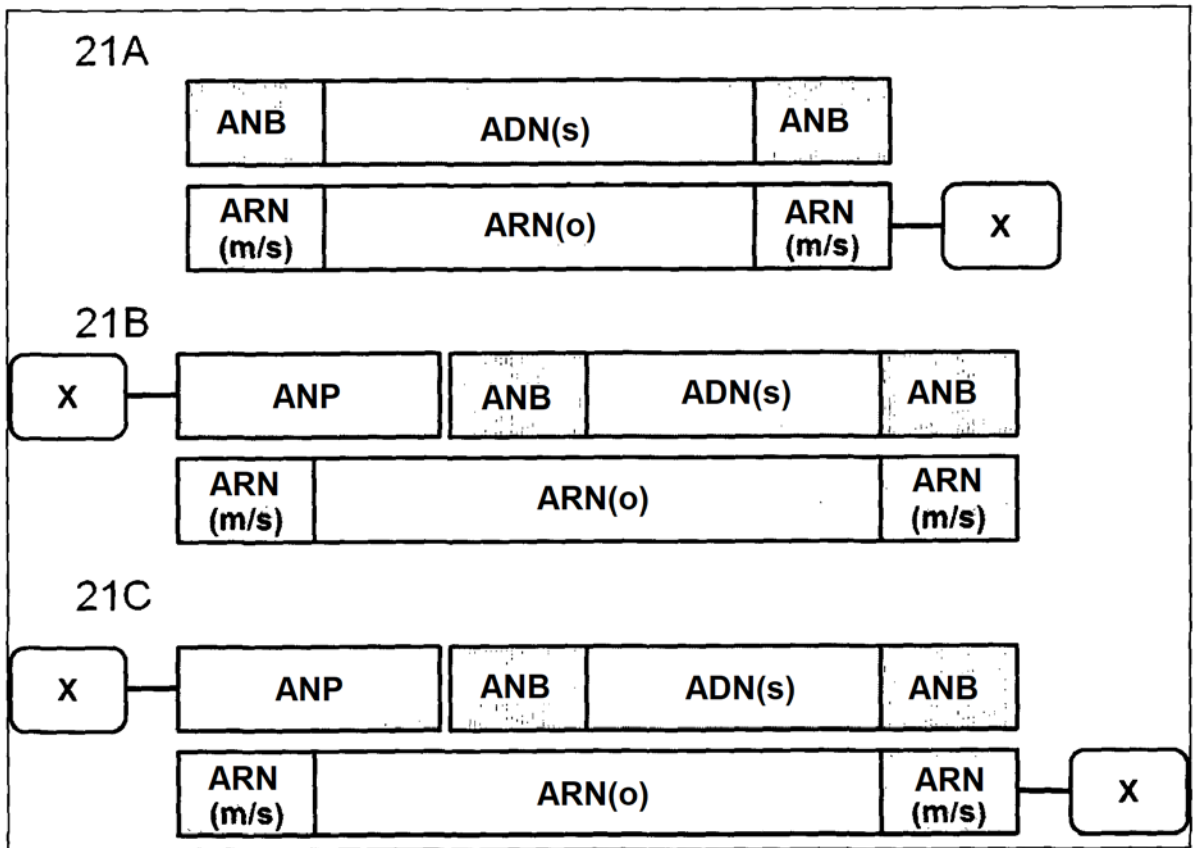 21A
ANB ADN(s) ANB
ARN ARN(o) ARN X
(m/s) (m/s)
21B
X ANP ANB ADN(s) ANB
ARN ARN(o) ARN
(m/s) (m/s)
21C
X ANP ANB ADN(s) ANB
ARN ARN(o) ARN X
(m/s) (m/s)